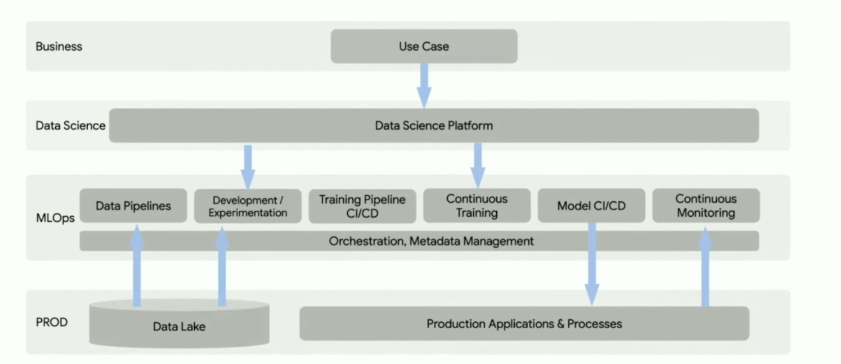 Business
Use Case
Data Science
Data Science Platform
MLOps
Data Pipelines
Development /
Experimentation
Training Pipeline
CI/CD
Continuous
Training
Model CI/CD
Continuous
Monitoring
Orchestration, Metadata Management
PROD
Data Lake
Production Applications & Processes